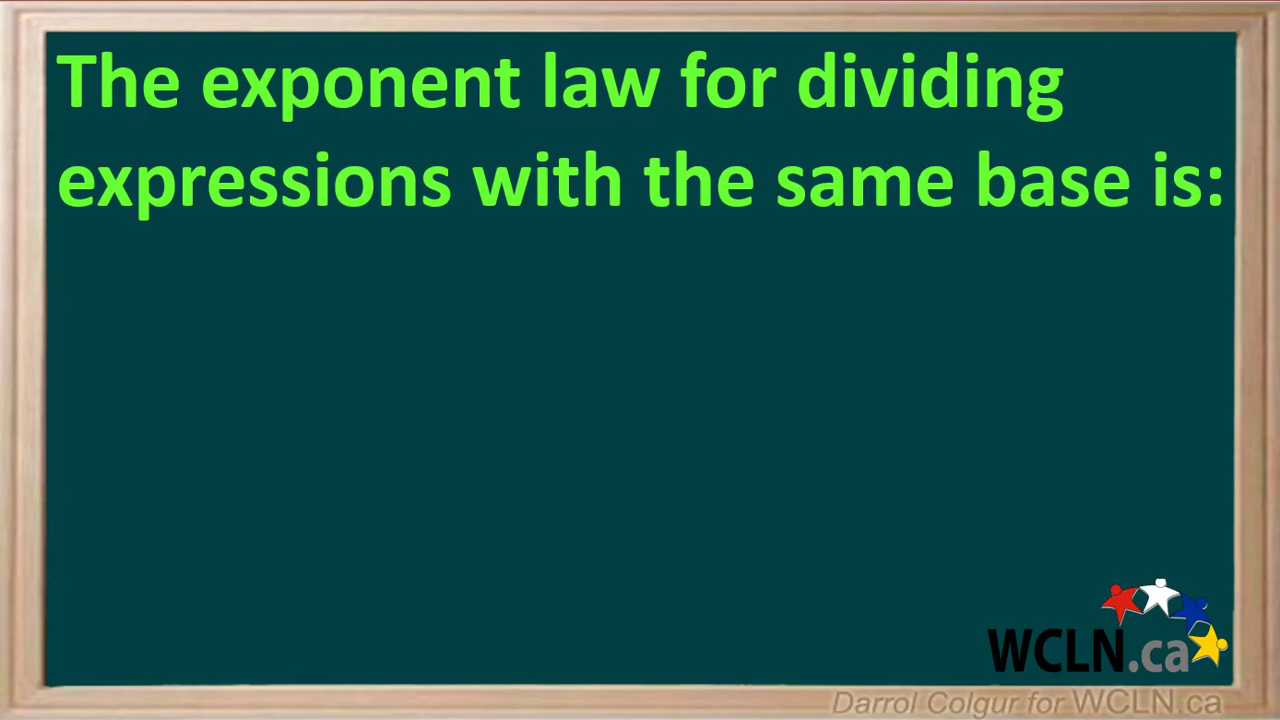 The exponent law for dividing
expressions with the same base is:
WCLN.ca
Darrol Colgur for WCLN.ca